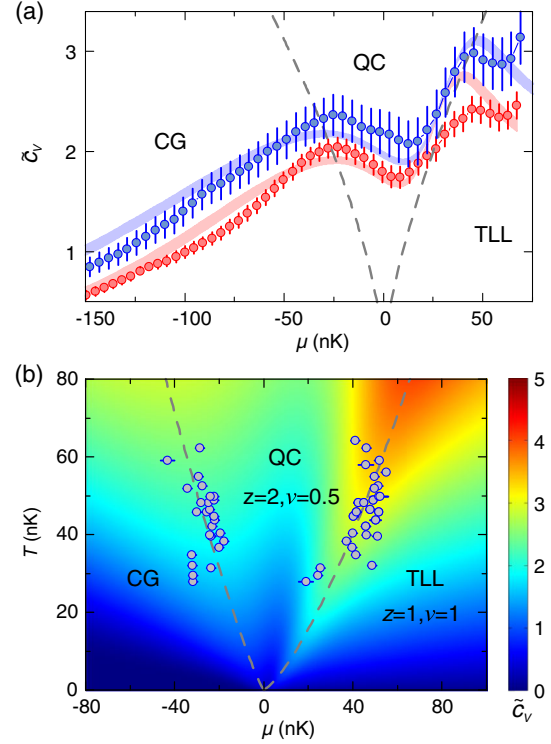 (a)
3
2
1
c̃_V
QC
CG
TLL
-150 -100 -50 0 50
μ (nK)
(b)
80
60
40
20
0
T (nK)
QC
z=2,ν=0.5
CG
TLL
z=1,ν=1
-80 -40 0 40 80
μ (nK)
5
4
3
2
1
0
c̃_V